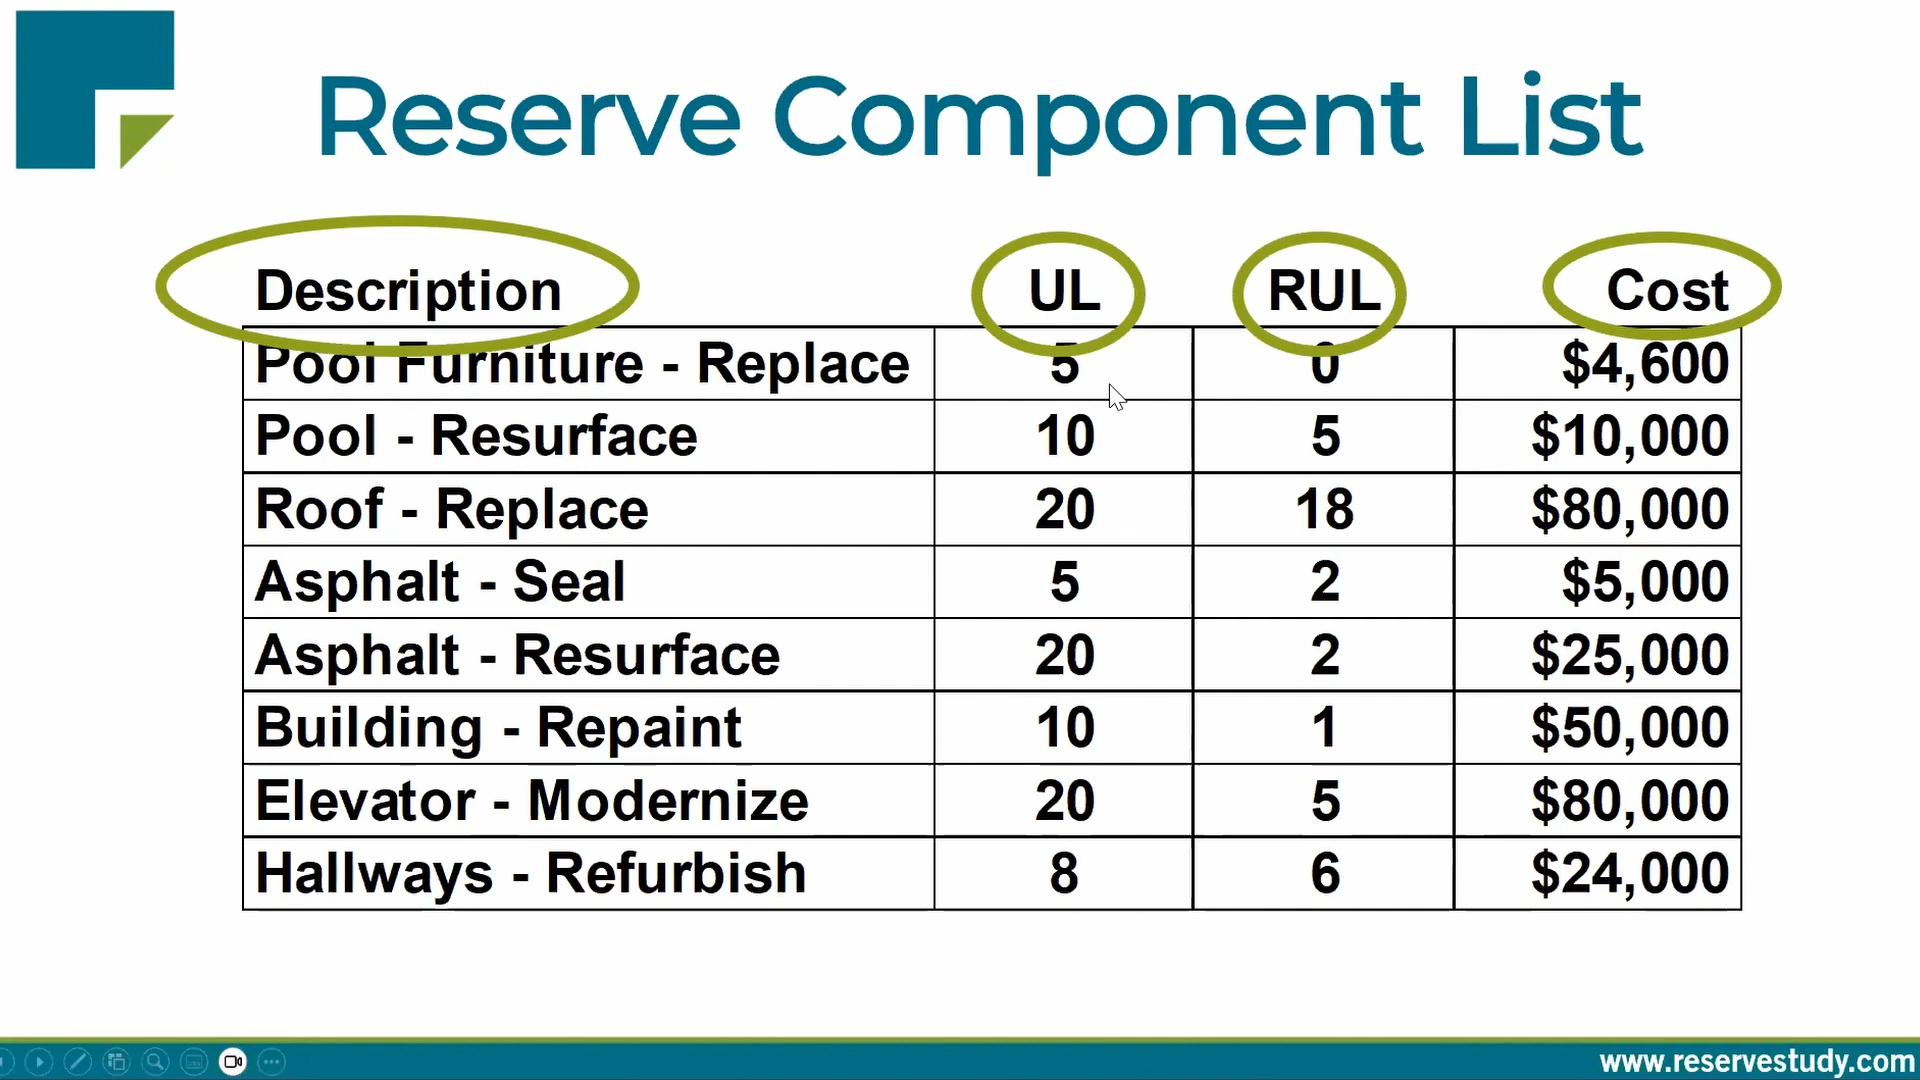 Reserve Component List
Description UL RUL Cost
Pool Furniture - Replace 5 0 $4,600
Pool - Resurface 10 5 $10,000
Roof - Replace 20 18 $80,000
Asphalt - Seal 5 2 $5,000
Asphalt - Resurface 20 2 $25,000
Building - Repaint 10 1 $50,000
Elevator - Modernize 20 5 $80,000
Hallways - Refurbish 8 6 $24,000
www.reservestudy.com